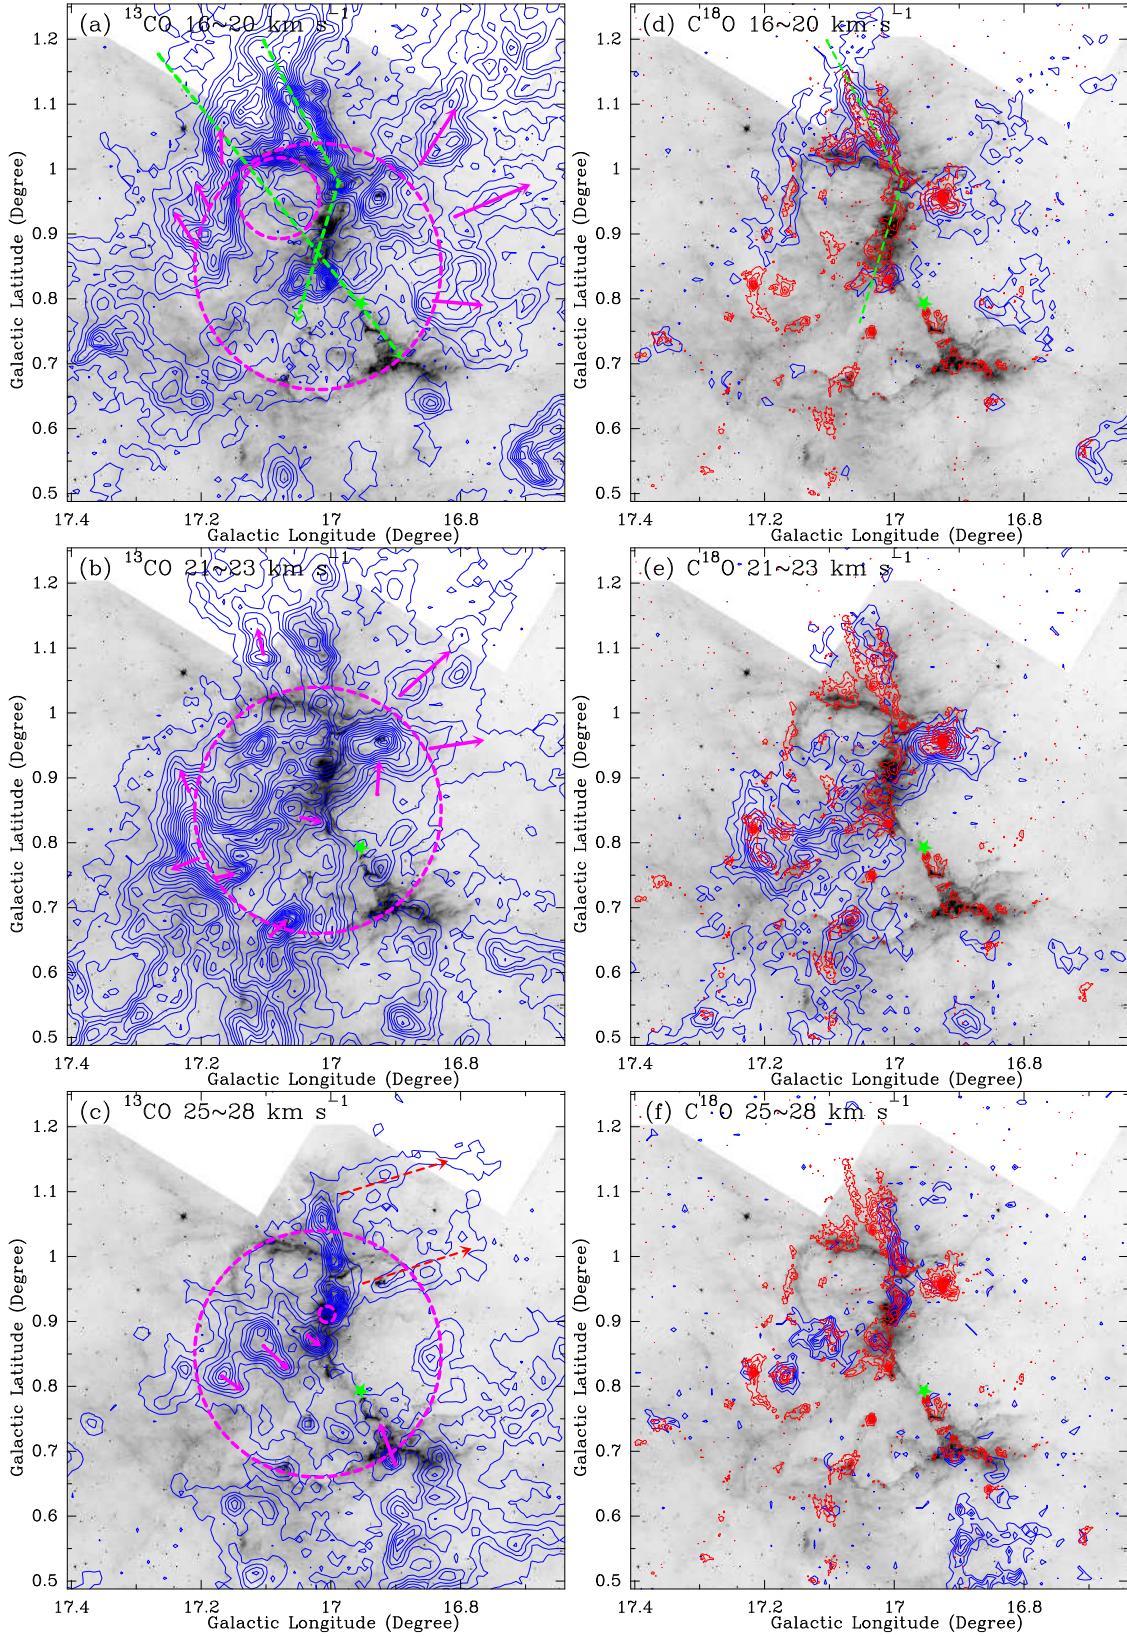 (a) ¹³CO 16~20 km s⁻¹
1.2
1.1
1
0.9
0.8
0.7
0.6
0.5
Galactic Latitude (Degree)
17.4 17.2 17 16.8
Galactic Longitude (Degree)
(d) C¹⁸O 16~20 km s⁻¹
1.2
1.1
1
0.9
0.8
0.7
0.6
0.5
Galactic Latitude (Degree)
17.4 17.2 17 16.8
Galactic Longitude (Degree)
(b) ¹³CO 21~23 km s⁻¹
1.2
1.1
1
0.9
0.8
0.7
0.6
0.5
Galactic Latitude (Degree)
17.4 17.2 17 16.8
Galactic Longitude (Degree)
(e) C¹⁸O 21~23 km s⁻¹
1.2
1.1
1
0.9
0.8
0.7
0.6
0.5
Galactic Latitude (Degree)
17.4 17.2 17 16.8
Galactic Longitude (Degree)
(c) ¹³CO 25~28 km s⁻¹
1.2
1.1
1
0.9
0.8
0.7
0.6
0.5
Galactic Latitude (Degree)
17.4 17.2 17 16.8
Galactic Longitude (Degree)
(f) C¹⁸O 25~28 km s⁻¹
1.2
1.1
1
0.9
0.8
0.7
0.6
0.5
Galactic Latitude (Degree)
17.4 17.2 17 16.8
Galactic Longitude (Degree)